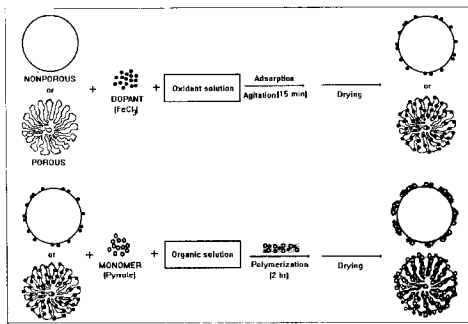 NONPOROUS
or
POROUS
+
DOPANT
(FeCl₃)
+
Oxidant solution
Adsorption
Agitation(15 min)
Drying
or
or
+
MONOMER
(Pyrrole)
+
Organic solution
Polymerization
(2 hr)
Drying
or